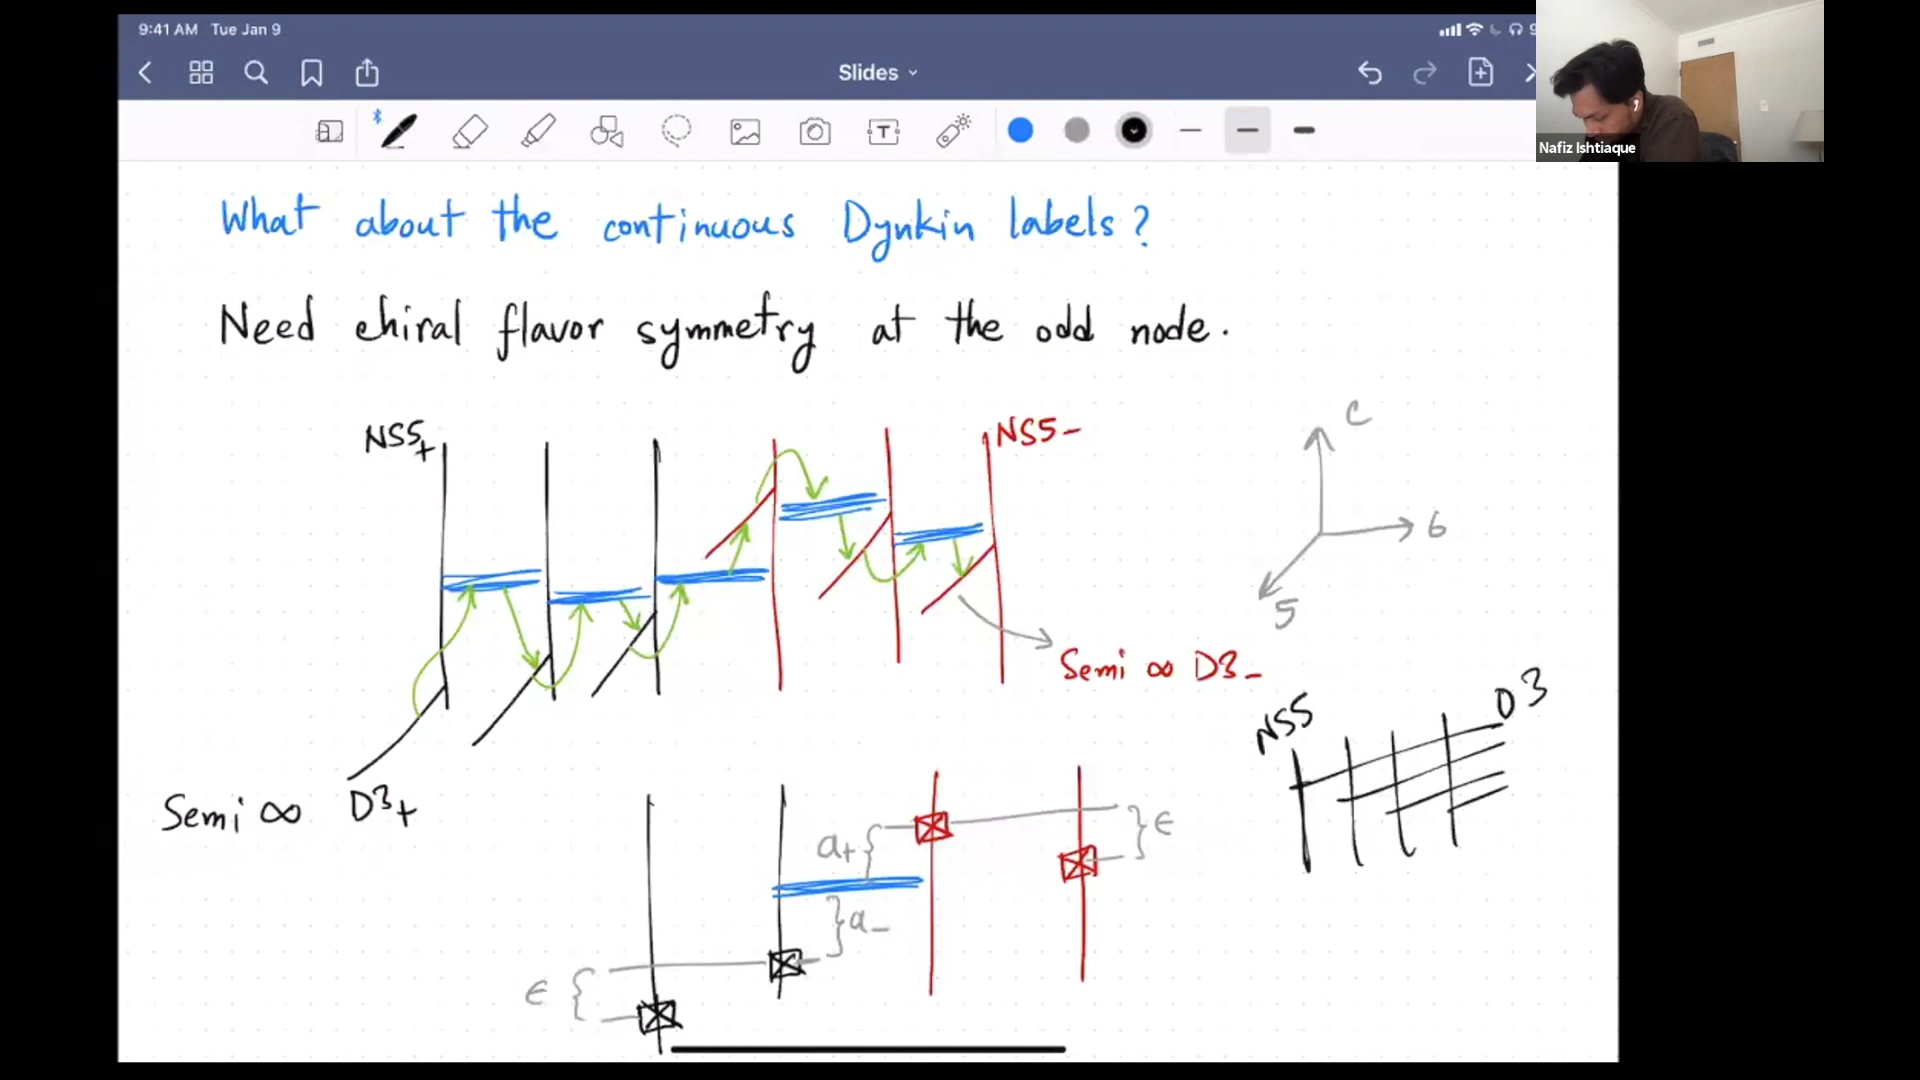 9:41 AM Tue Jan 9
Slides
Nafiz Ishtiaque
What about the continuous Dynkin labels?
Need chiral flavor symmetry at the odd node.
NS5+
NS5-
C
6
5
Semi ∞ D3-
Semi ∞ D3+
NS5
D3
a+
ϵ
a-
ϵ